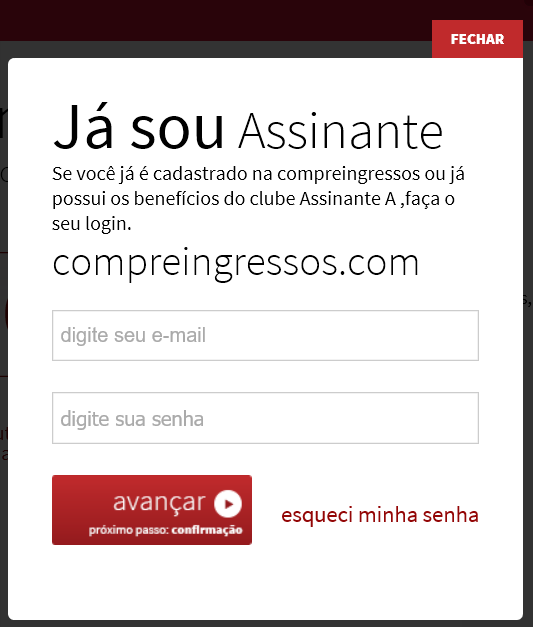 FECHAR
Já sou Assinante
Se você já é cadastrado na compreingressos ou já
possui os benefícios do clube Assinante A ,faça o
seu login.
compreingressos.com
digite seu e-mail
digite sua senha
avançar
próximo passo: confirmação
esqueci minha senha